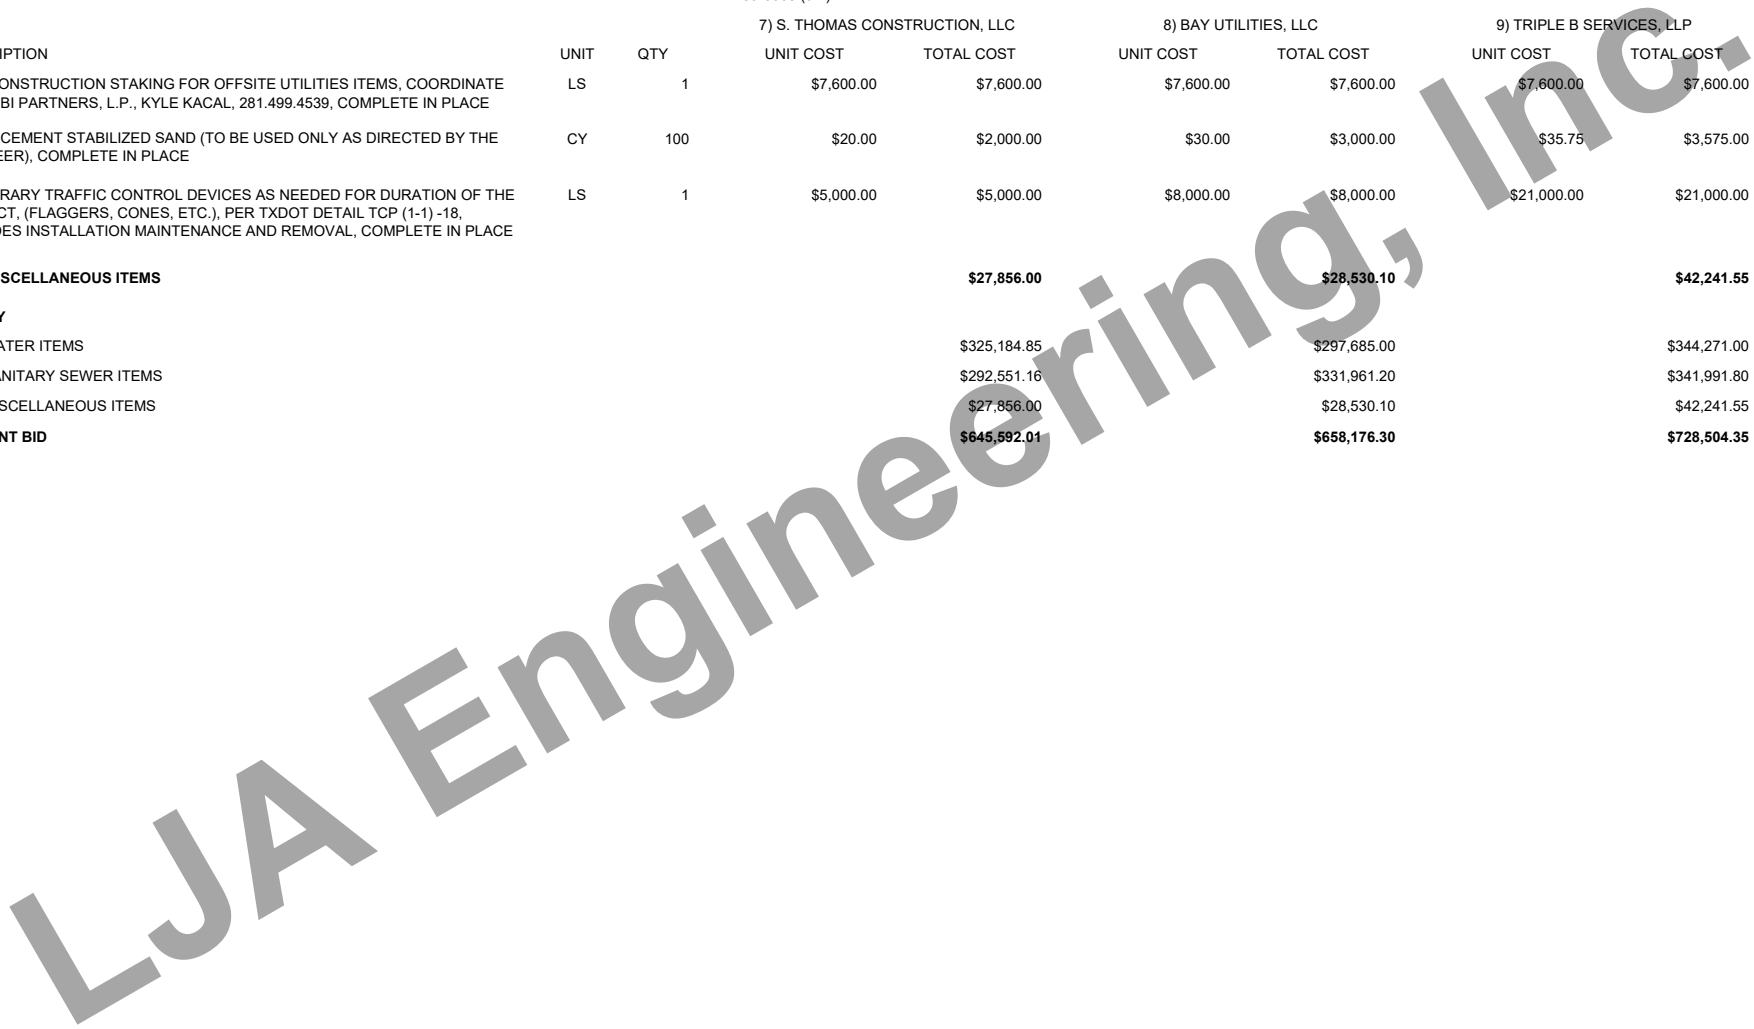 7) S. THOMAS CONSTRUCTION, LLC 8) BAY UTILITIES, LLC 9) TRIPLE B SERVICES, LLP
IPTION UNIT QTY UNIT COST TOTAL COST UNIT COST TOTAL COST UNIT COST TOTAL COST
ONSTRUCTION STAKING FOR OFFSITE UTILITIES ITEMS, COORDINATE LS 1 $7,600.00 $7,600.00 $7,600.00 $7,600.00 $7,600.00 $7,600.00
BI PARTNERS, L.P., KYLE KACAL, 281.499.4539, COMPLETE IN PLACE
CEMENT STABILIZED SAND (TO BE USED ONLY AS DIRECTED BY THE CY 100 $20.00 $2,000.00 $30.00 $3,000.00 $35.75 $3,575.00
EER), COMPLETE IN PLACE
RARY TRAFFIC CONTROL DEVICES AS NEEDED FOR DURATION OF THE LS 1 $5,000.00 $5,000.00 $8,000.00 $8,000.00 $21,000.00 $21,000.00
CT, (FLAGGERS, CONES, ETC.), PER TXDOT DETAIL TCP (1-1) -18,
DES INSTALLATION MAINTENANCE AND REMOVAL, COMPLETE IN PLACE
SCELLANEOUS ITEMS $27,856.00 $28,530.10 $42,241.55
Y
ATER ITEMS $325,184.85 $297,685.00 $344,271.00
ANITARY SEWER ITEMS $292,551.16 $331,961.20 $341,991.80
SCELLANEOUS ITEMS $27,856.00 $28,530.10 $42,241.55
NT BID $645,592.01 $658,176.30 $728,504.35
LJA Engineering, Inc.